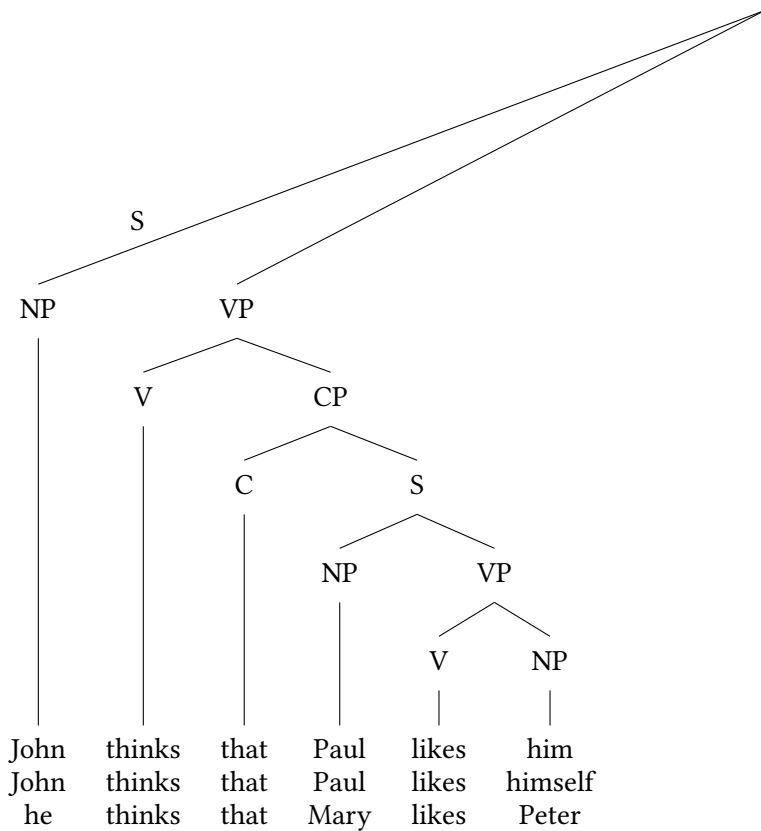 S
NP VP
V CP
C S
NP VP
V NP
John thinks that Paul likes him
John thinks that Paul likes himself
he thinks that Mary likes Peter